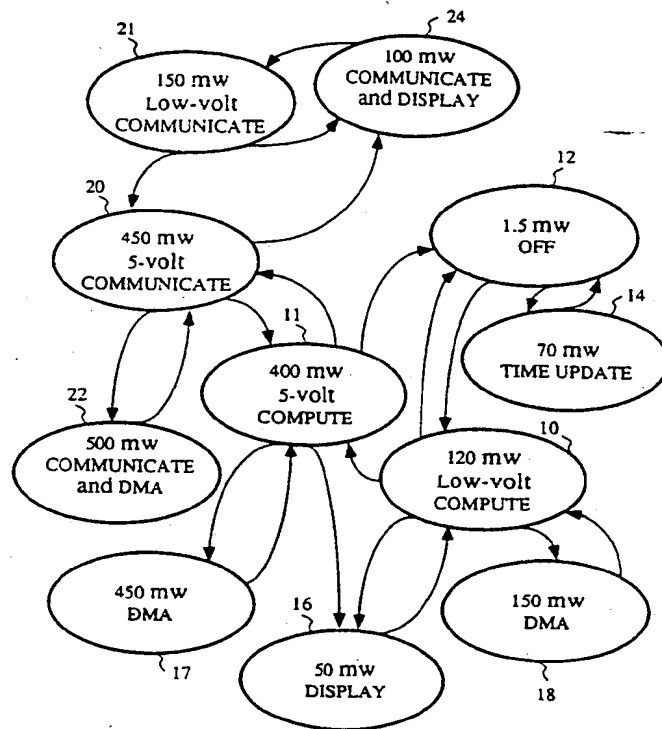 21
150 mw
Low-volt
COMMUNICATE
24
100 mw
COMMUNICATE
and DISPLAY
20
450 mw
5-volt
COMMUNICATE
12
1.5 mw
OFF
14
70 mw
TIME UPDATE
11
400 mw
5-volt
COMPUTE
22
500 mw
COMMUNICATE
and DMA
10
120 mw
Low-volt
COMPUTE
450 mw
DMA
17
16
50 mw
DISPLAY
150 mw
DMA
18